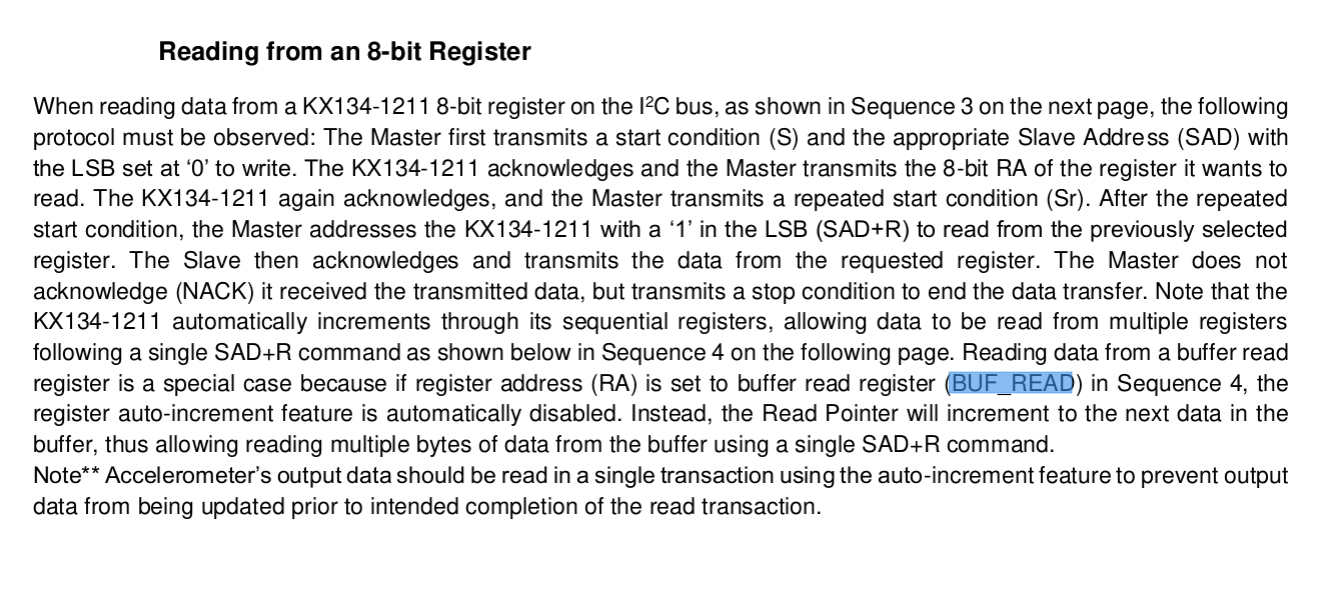 Reading from an 8-bit Register
When reading data from a KX134-1211 8-bit register on the I²C bus, as shown in Sequence 3 on the next page, the following
protocol must be observed: The Master first transmits a start condition (S) and the appropriate Slave Address (SAD) with
the LSB set at ‘0’ to write. The KX134-1211 acknowledges and the Master transmits the 8-bit RA of the register it wants to
read. The KX134-1211 again acknowledges, and the Master transmits a repeated start condition (Sr). After the repeated
start condition, the Master addresses the KX134-1211 with a ‘1’ in the LSB (SAD+R) to read from the previously selected
register. The Slave then acknowledges and transmits the data from the requested register. The Master does not
acknowledge (NACK) it received the transmitted data, but transmits a stop condition to end the data transfer. Note that the
KX134-1211 automatically increments through its sequential registers, allowing data to be read from multiple registers
following a single SAD+R command as shown below in Sequence 4 on the following page. Reading data from a buffer read
register is a special case because if register address (RA) is set to buffer read register (BUF_READ) in Sequence 4, the
register auto-increment feature is automatically disabled. Instead, the Read Pointer will increment to the next data in the
buffer, thus allowing reading multiple bytes of data from the buffer using a single SAD+R command.
Note** Accelerometer’s output data should be read in a single transaction using the auto-increment feature to prevent output
data from being updated prior to intended completion of the read transaction.